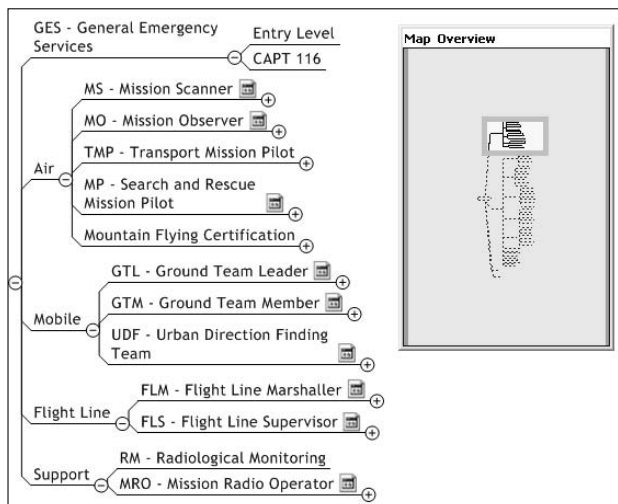 GES - General Emergency
Services
Entry Level
CAPT 116
Air
MS - Mission Scanner
MO - Mission Observer
TMP - Transport Mission Pilot
MP - Search and Rescue
Mission Pilot
Mountain Flying Certification
Mobile
GTL - Ground Team Leader
GTM - Ground Team Member
UDF - Urban Direction Finding
Team
Flight Line
FLM - Flight Line Marshaller
FLS - Flight Line Supervisor
Support
RM - Radiological Monitoring
MRO - Mission Radio Operator
Map Overview